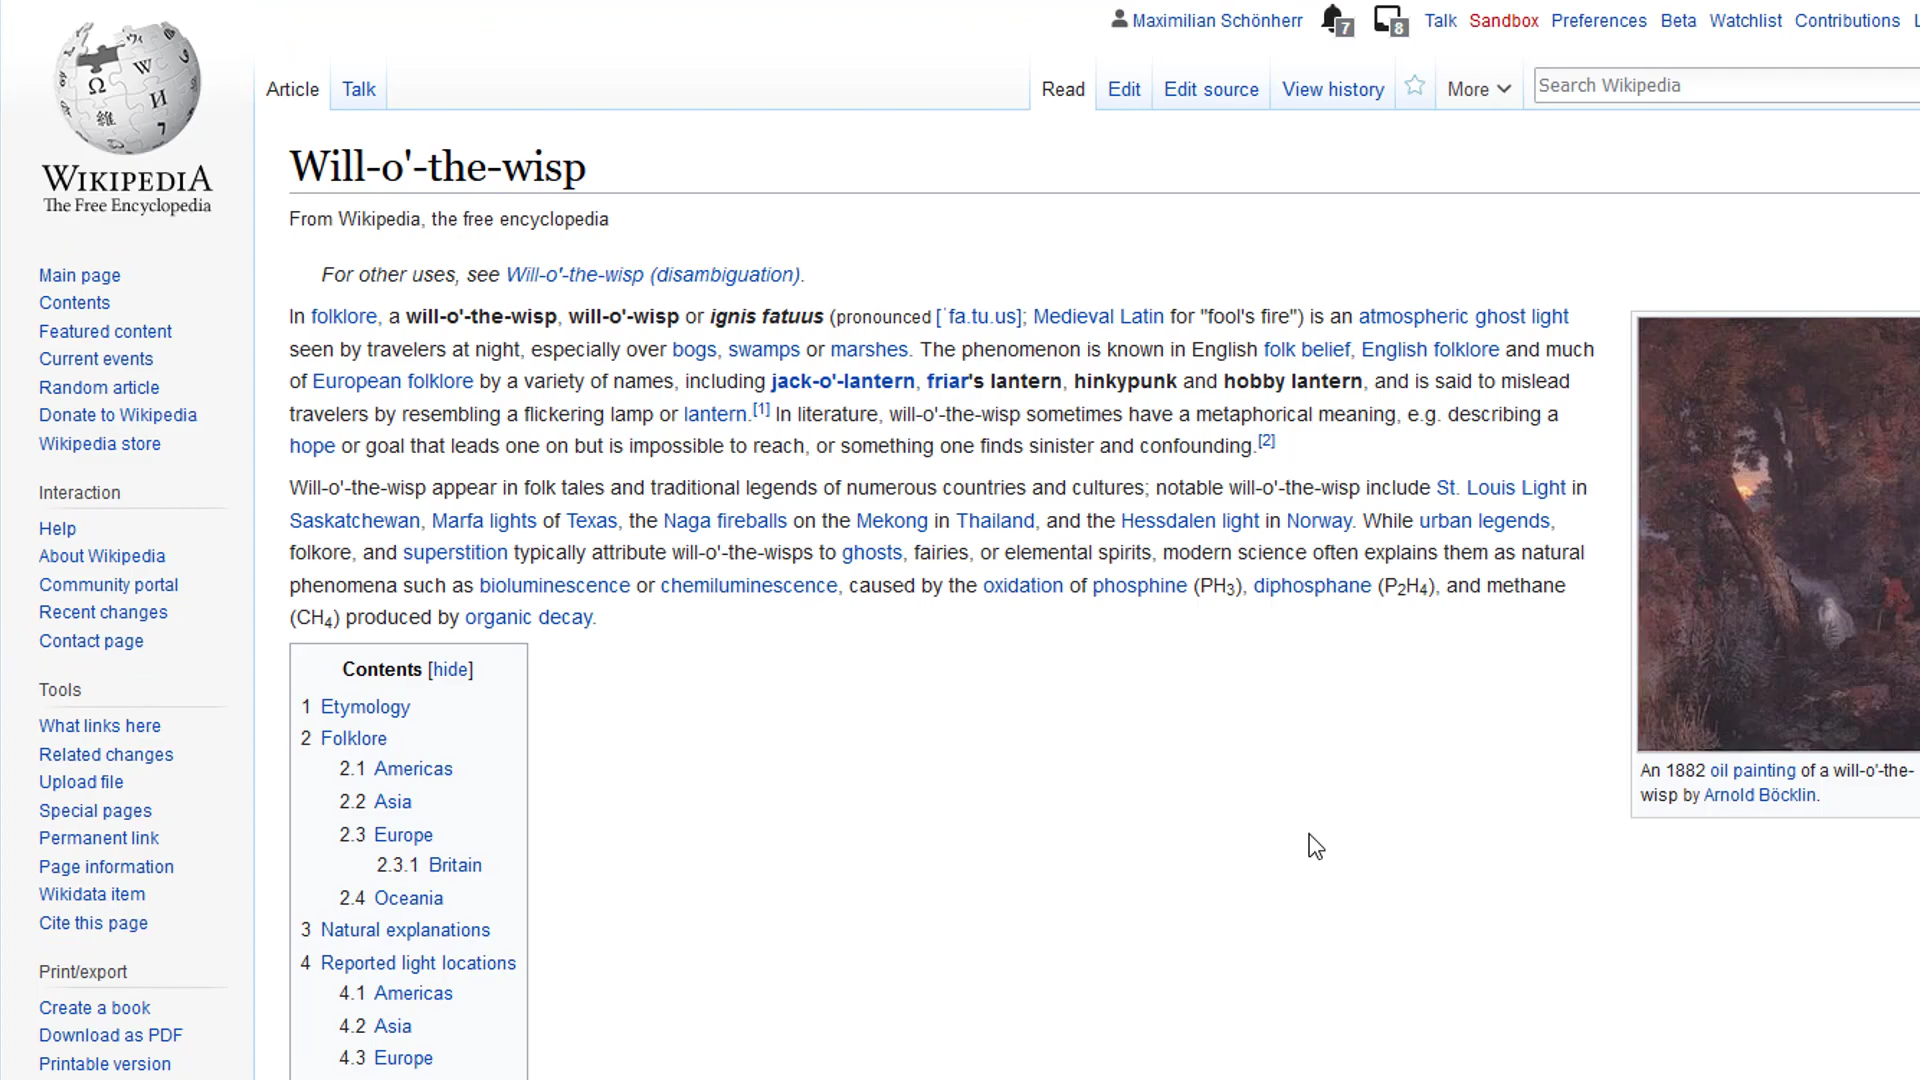 Maximilian Schönherr 7 8 Talk Sandbox Preferences Beta Watchlist Contributions L
Article Talk Read Edit Edit source View history More Search Wikipedia
WIKIPEDIA
The Free Encyclopedia
Main page
Contents
Featured content
Current events
Random article
Donate to Wikipedia
Wikipedia store
Interaction
Help
About Wikipedia
Community portal
Recent changes
Contact page
Tools
What links here
Related changes
Upload file
Special pages
Permanent link
Page information
Wikidata item
Cite this page
Print/export
Create a book
Download as PDF
Printable version
Will-o'-the-wisp
From Wikipedia, the free encyclopedia
For other uses, see Will-o'-the-wisp (disambiguation).
In folklore, a will-o'-the-wisp, will-o'-wisp or ignis fatuus (pronounced [ˈfa.tu.us]; Medieval Latin for "fool's fire") is an atmospheric ghost light
seen by travelers at night, especially over bogs, swamps or marshes. The phenomenon is known in English folk belief, English folklore and much
of European folklore by a variety of names, including jack-o'-lantern, friar's lantern, hinkypunk and hobby lantern, and is said to mislead
travelers by resembling a flickering lamp or lantern.[1] In literature, will-o'-the-wisp sometimes have a metaphorical meaning, e.g. describing a
hope or goal that leads one on but is impossible to reach, or something one finds sinister and confounding.[2]
Will-o'-the-wisp appear in folk tales and traditional legends of numerous countries and cultures; notable will-o'-the-wisp include St. Louis Light in
Saskatchewan, Marfa lights of Texas, the Naga fireballs on the Mekong in Thailand, and the Hessdalen light in Norway. While urban legends,
folkore, and superstition typically attribute will-o'-the-wisps to ghosts, fairies, or elemental spirits, modern science often explains them as natural
phenomena such as bioluminescence or chemiluminescence, caused by the oxidation of phosphine (PH3), diphosphane (P2H4), and methane
(CH4) produced by organic decay.
Contents [hide]
1 Etymology
2 Folklore
2.1 Americas
2.2 Asia
2.3 Europe
2.3.1 Britain
2.4 Oceania
3 Natural explanations
4 Reported light locations
4.1 Americas
4.2 Asia
4.3 Europe
An 1882 oil painting of a will-o'-the-
wisp by Arnold Böcklin.